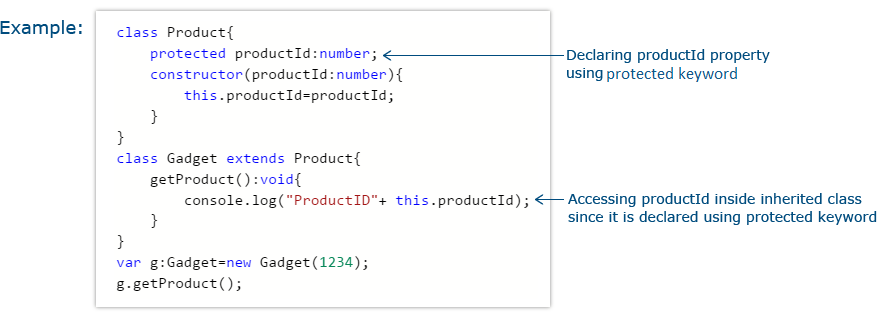 Example:
class Product{
protected productId:number;
constructor(productId:number){
this.productId=productId;
}
}
class Gadget extends Product{
getProduct():void{
console.log("ProductID"+ this.productId);
}
}
var g:Gadget=new Gadget(1234);
g.getProduct();
Declaring productId property
using protected keyword
Accessing productId inside inherited class
since it is declared using protected keyword